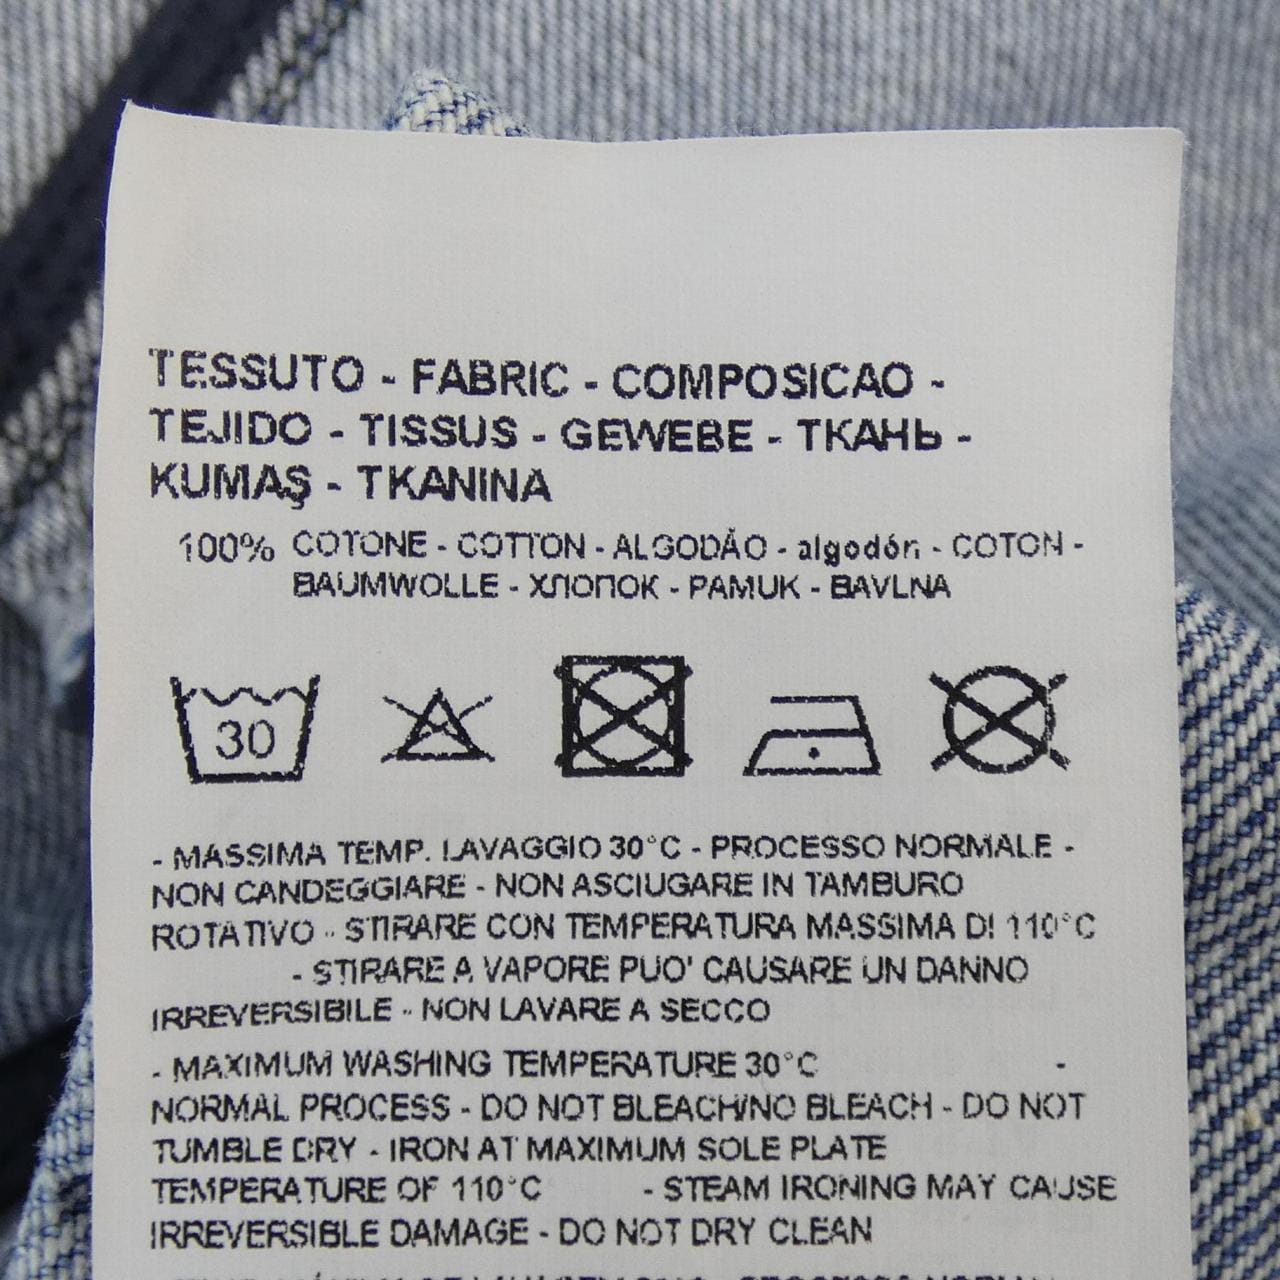 TESSUTO - FABRIC - COMPOSICAO -
TEJIDO - TISSUS - GEWEBE - ТКАНЬ -
KUMAŞ - TKANINA
100% COTONE - COTTON - ALGODÃO - algodón - COTON -
BAUMWOLLE - ХЛОПОК - PAMUK - BAVLNA
30
- MASSIMA TEMP. LAVAGGIO 30°C - PROCESSO NORMALE -
NON CANDEGGIARE - NON ASCIUGARE IN TAMBURO
ROTATIVO - STIRARE CON TEMPERATURA MASSIMA DI 110°C
- STIRARE A VAPORE PUO' CAUSARE UN DANNO
IRREVERSIBILE - NON LAVARE A SECCO
- MAXIMUM WASHING TEMPERATURE 30°C -
NORMAL PROCESS - DO NOT BLEACH/NO BLEACH - DO NOT
TUMBLE DRY - IRON AT MAXIMUM SOLE PLATE
TEMPERATURE OF 110°C - STEAM IRONING MAY CAUSE
IRREVERSIBLE DAMAGE - DO NOT DRY CLEAN